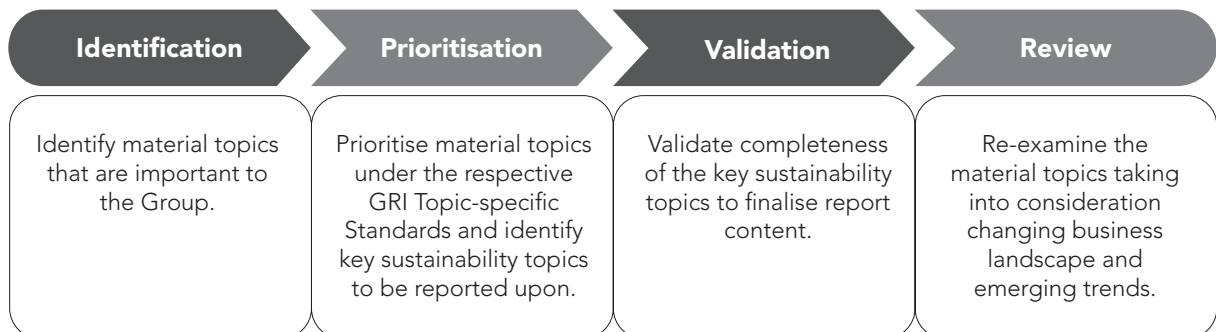 Identification
Identify material topics
that are important to
the Group.
Prioritisation
Prioritise material topics
under the respective
GRI Topic-specific
Standards and identify
key sustainability topics
to be reported upon.
Validation
Validate completeness
of the key sustainability
topics to finalise report
content.
Review
Re-examine the
material topics taking
into consideration
changing business
landscape and
emerging trends.